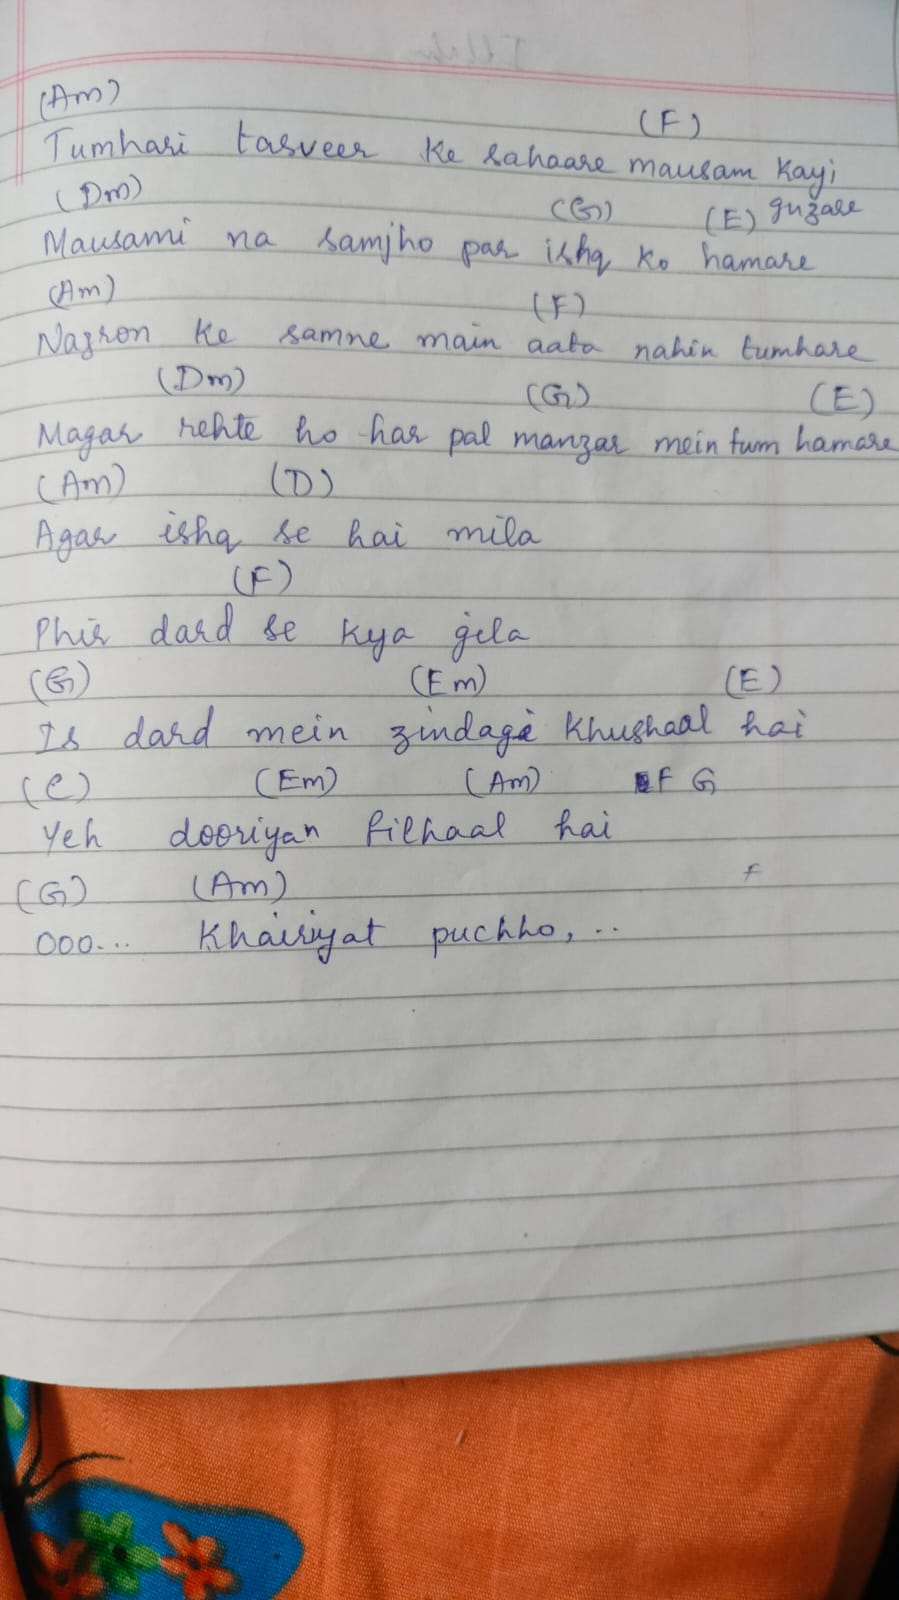 (Am) (F)
Tumhari tasveer ke sahaare mausam kayi
guzare
(Dm) (G) (E)
Mausami na samjho par ishq ko hamare
(Am) (F)
Nazron ke samne main aata nahin tumhare
(Dm) (G) (E)
Magar rehte ho har pal manzar mein tum hamare
(Am) (D)
Agar ishq se hai mila
(F)
Phir dard se kya gila
(G) (Em) (E)
Is dard mein zindagi khushaal hai
(C) (Em) (Am) F G
Yeh dooriyan filhaal hai
(G) (Am) F
Ooo... Khairiyat puchho, ..